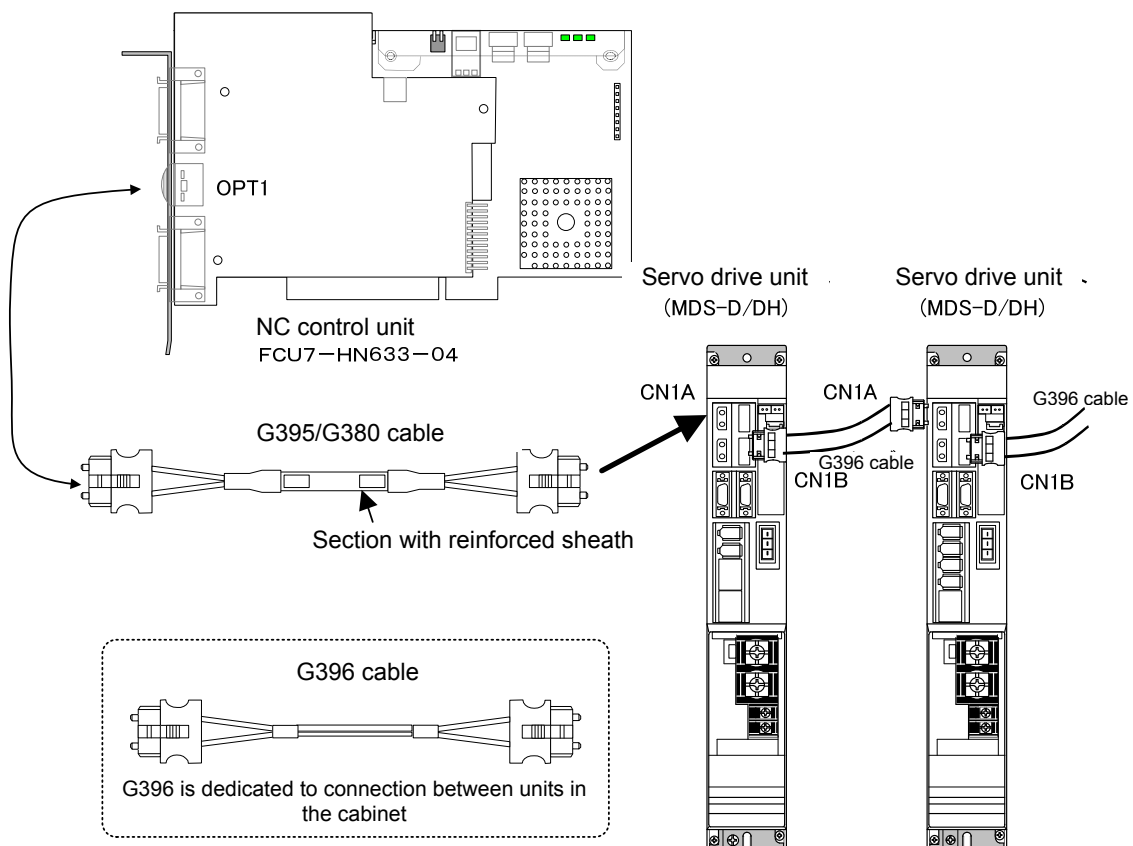 OPT1
NC control unit
FCU7-HN633-04
Servo drive unit
(MDS-D/DH)
Servo drive unit
(MDS-D/DH)
CN1A
CN1A
G396 cable
G395/G380 cable
G396 cable
CN1B
CN1B
Section with reinforced sheath
G396 cable
G396 is dedicated to connection between units in
the cabinet